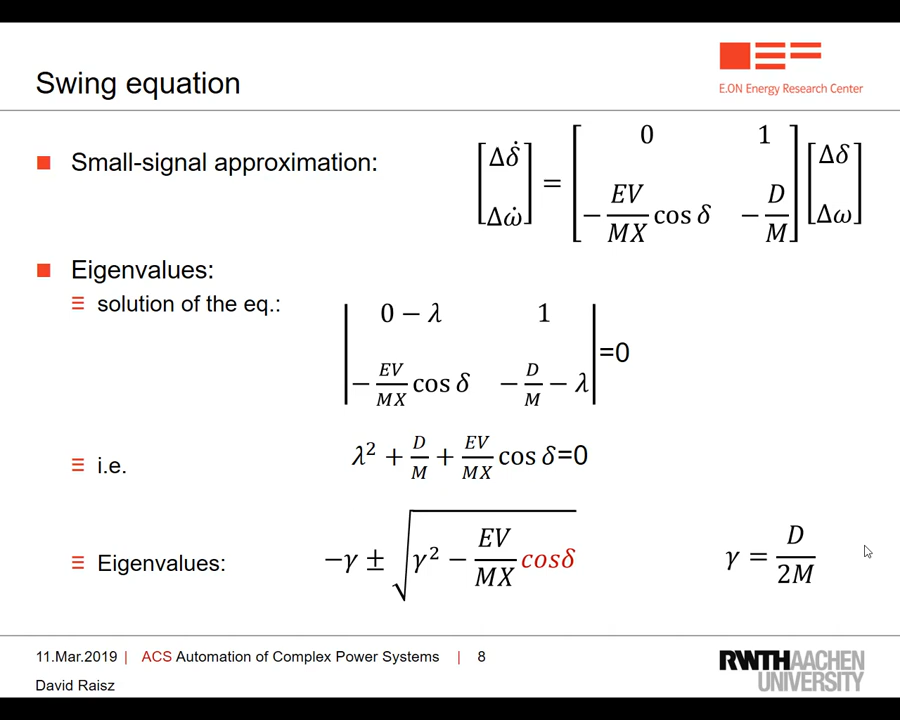 Swing equation
E.ON Energy Research Center
Small-signal approximation:
[Δδ̇ Δω̇] = [0 1 −EV/MX cos δ −D/M] [Δδ Δω]
Eigenvalues:
solution of the eq.:
|0 − λ 1 −EV/MX cos δ −D/M − λ| =0
i.e.
λ² + D/M + EV/MX cos δ=0
Eigenvalues:
−γ ± √(γ² − EV/MX cosδ)
γ = D/2M
11.Mar.2019 | ACS Automation of Complex Power Systems | 8
David Raisz
RWTHAACHEN
UNIVERSITY